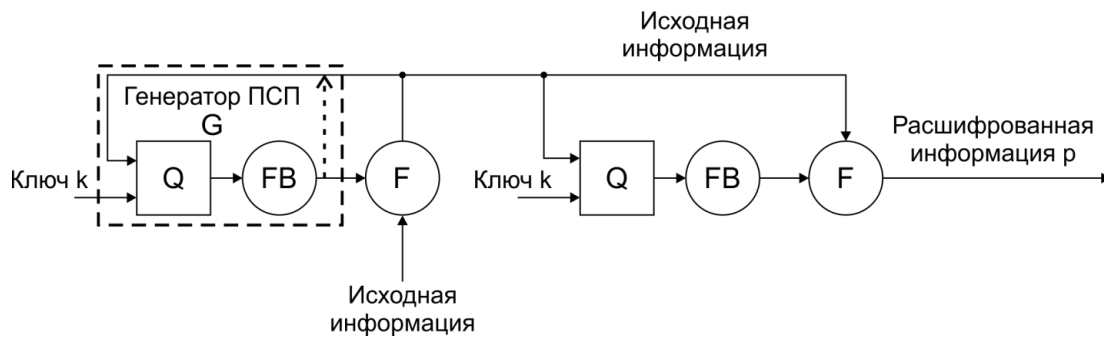 Исходная
информация
Генератор ПСП
G
Ключ k
Q
FB
F
Ключ k
Q
FB
F
Расшифрованная
информация p
Исходная
информация